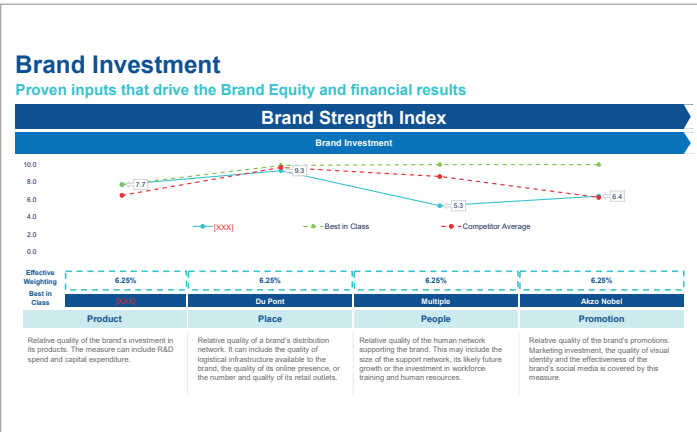 Brand Investment
Proven inputs that drive the Brand Equity and financial results
Brand Strength Index
Brand Investment
10.0
8.0
6.0
4.0
2.0
0.0
7.7
9.3
5.3
6.4
[XXX]
Best in Class
Competitor Average
Effective
Weighting
6.25%
6.25%
6.25%
6.25%
Best in
Class
[XXX]
Du Pont
Multiple
Akzo Nobel
Product
Place
People
Promotion
Relative quality of the brand's investment in
its products. The measure can include R&D
spend and capital expenditure.
Relative quality of a brand's distribution
network. It can include the quality of
logistical infrastructure available to the
brand, the quality of its online presence, or
the number and quality of its retail outlets.
Relative quality of the human network
supporting the brand. This may include the
size of the support network, its likely future
growth or the investment in workforce
training and human resources.
Relative quality of the brand's promotions.
Marketing investment, the quality of visual
identity and the effectiveness of the
brand's social media is covered by this
measure.